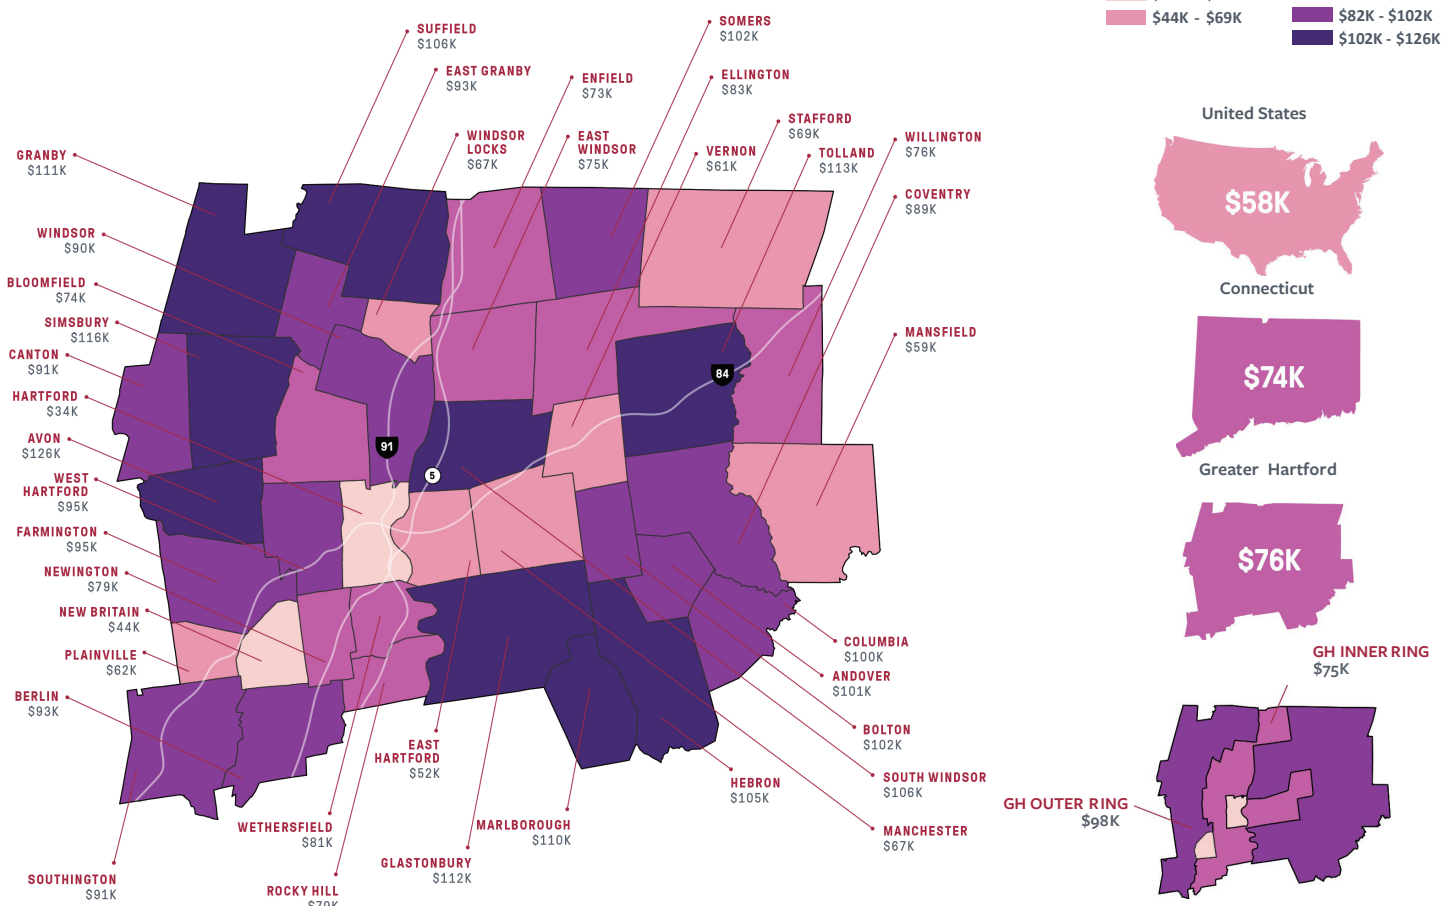 $44K - $69K
$82K - $102K
$102K - $126K
SUFFIELD
$106K
EAST GRANBY
$93K
WINDSOR
LOCKS
$67K
ENFIELD
$73K
EAST
WINDSOR
$75K
SOMERS
$102K
ELLINGTON
$83K
VERNON
$61K
STAFFORD
$69K
TOLLAND
$113K
WILLINGTON
$76K
COVENTRY
$89K
MANSFIELD
$59K
GRANBY
$111K
WINDSOR
$90K
BLOOMFIELD
$74K
SIMSBURY
$116K
CANTON
$91K
HARTFORD
$34K
AVON
$126K
WEST
HARTFORD
$95K
FARMINGTON
$95K
NEWINGTON
$79K
NEW BRITAIN
$44K
PLAINVILLE
$62K
BERLIN
$93K
SOUTHINGTON
$91K
84
91
5
WETHERSFIELD
$81K
ROCKY HILL
EAST
HARTFORD
$52K
GLASTONBURY
$112K
MARLBOROUGH
$110K
HEBRON
$105K
COLUMBIA
$100K
ANDOVER
$101K
BOLTON
$102K
SOUTH WINDSOR
$106K
MANCHESTER
$67K
United States
$58K
Connecticut
$74K
Greater Hartford
$76K
GH INNER RING
$75K
GH OUTER RING
$98K